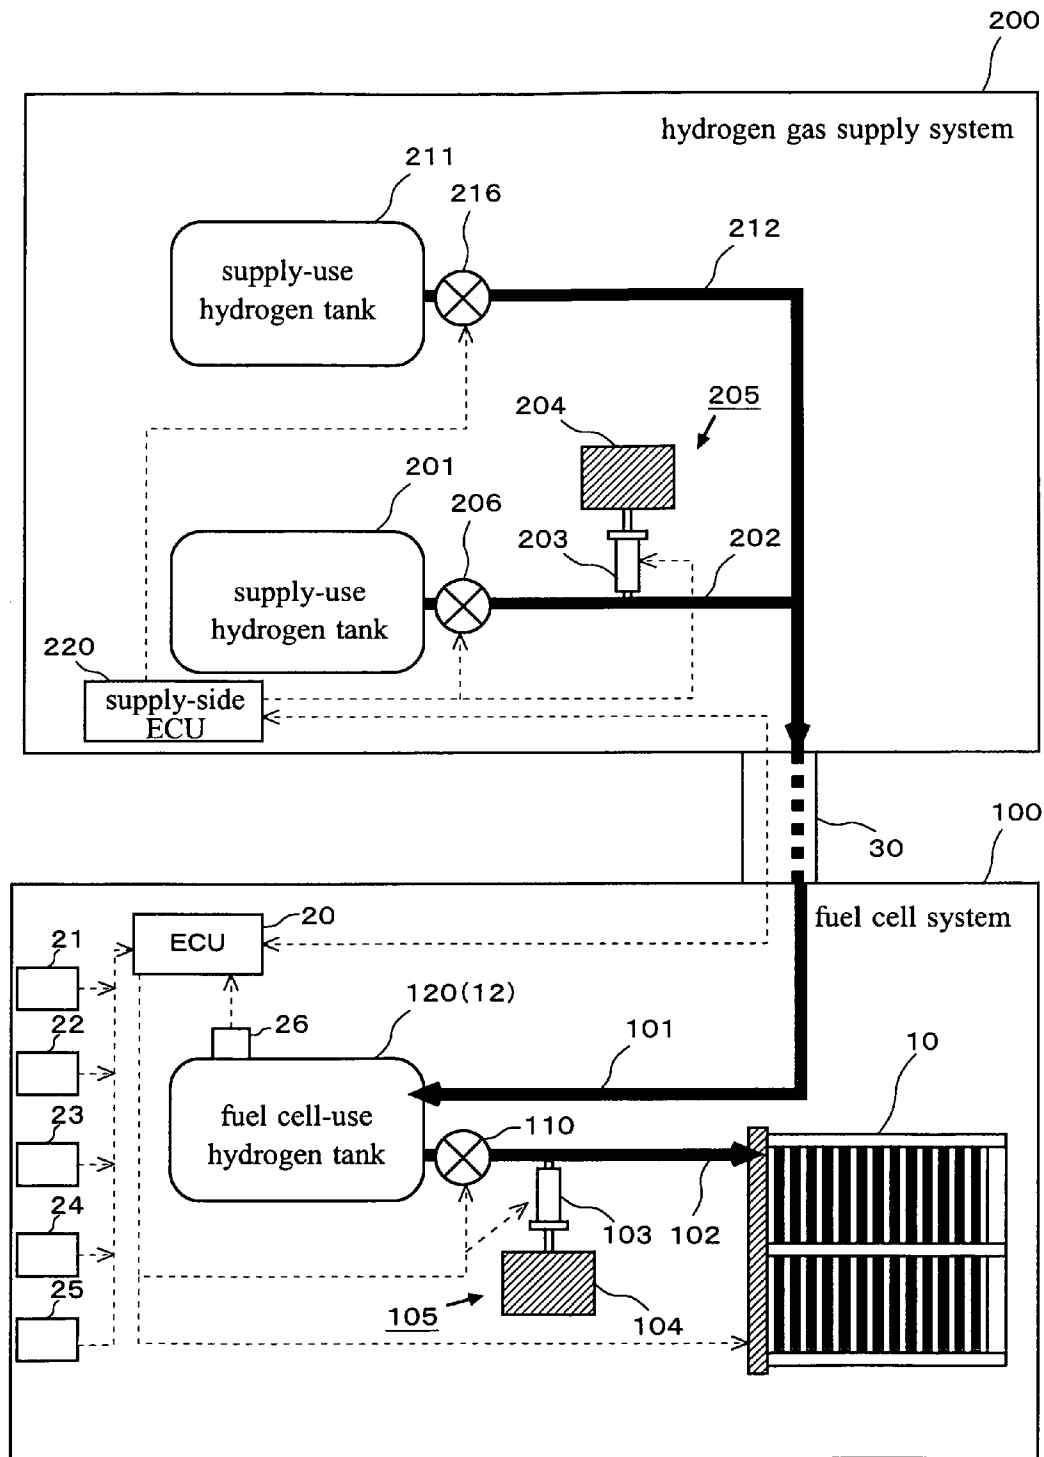 200
hydrogen gas supply system
211
216
212
supply-use
hydrogen tank
204
205
201
206
203
202
supply-use
hydrogen tank
220
supply-side
ECU
100
30
20
fuel cell system
21
ECU
120(12)
22
26
101
10
fuel cell-use
hydrogen tank
110
23
24
103
102
25
105
104